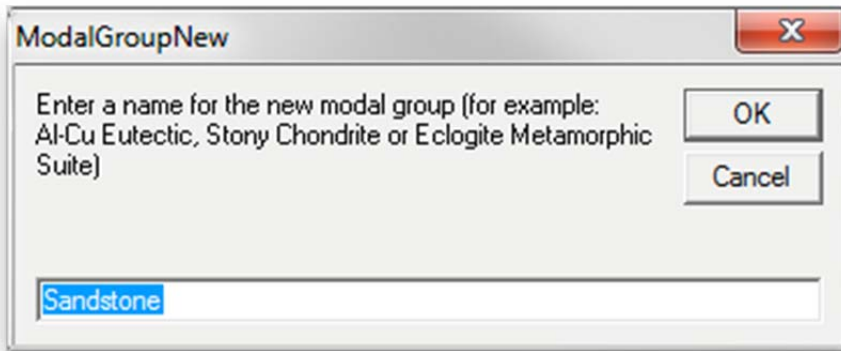 ModalGroupNew
Enter a name for the new modal group (for example:
Al-Cu Eutectic, Stony Chondrite or Eclogite Metamorphic
Suite)
OK
Cancel
Sandstone